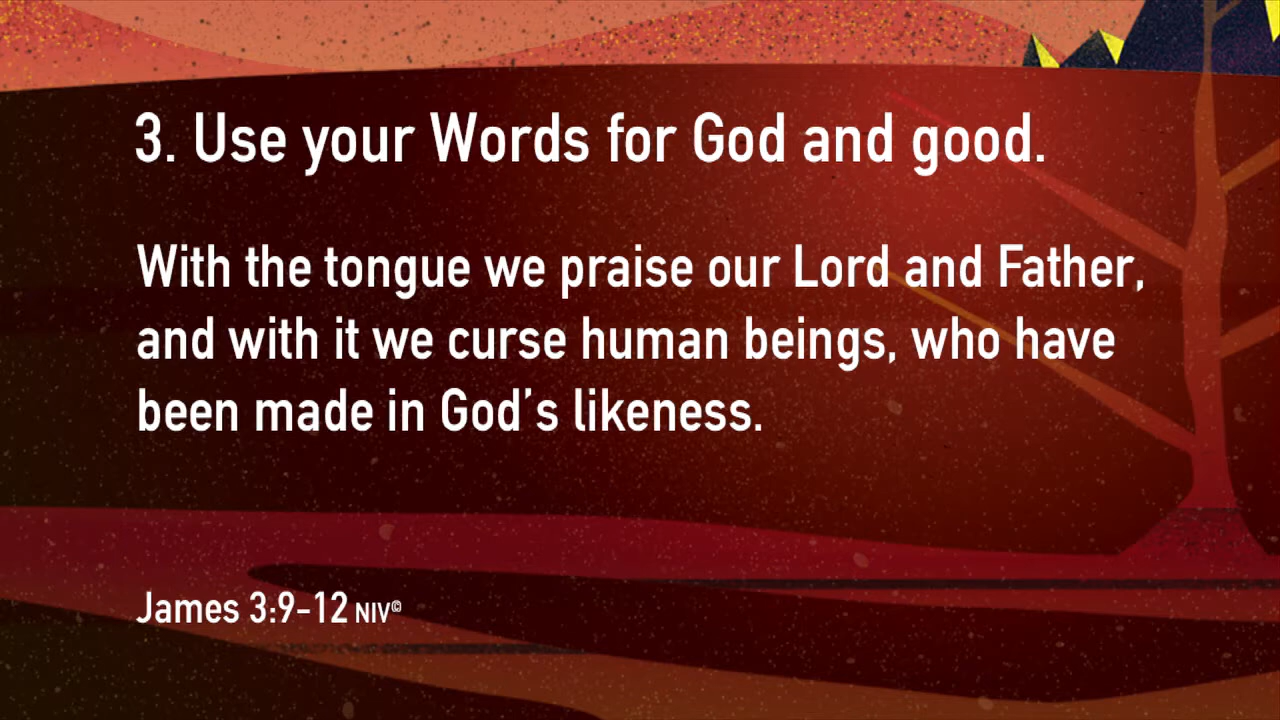 3. Use your Words for God and good.
With the tongue we praise our Lord and Father,
and with it we curse human beings, who have
been made in God’s likeness.
James 3:9-12 NIV©